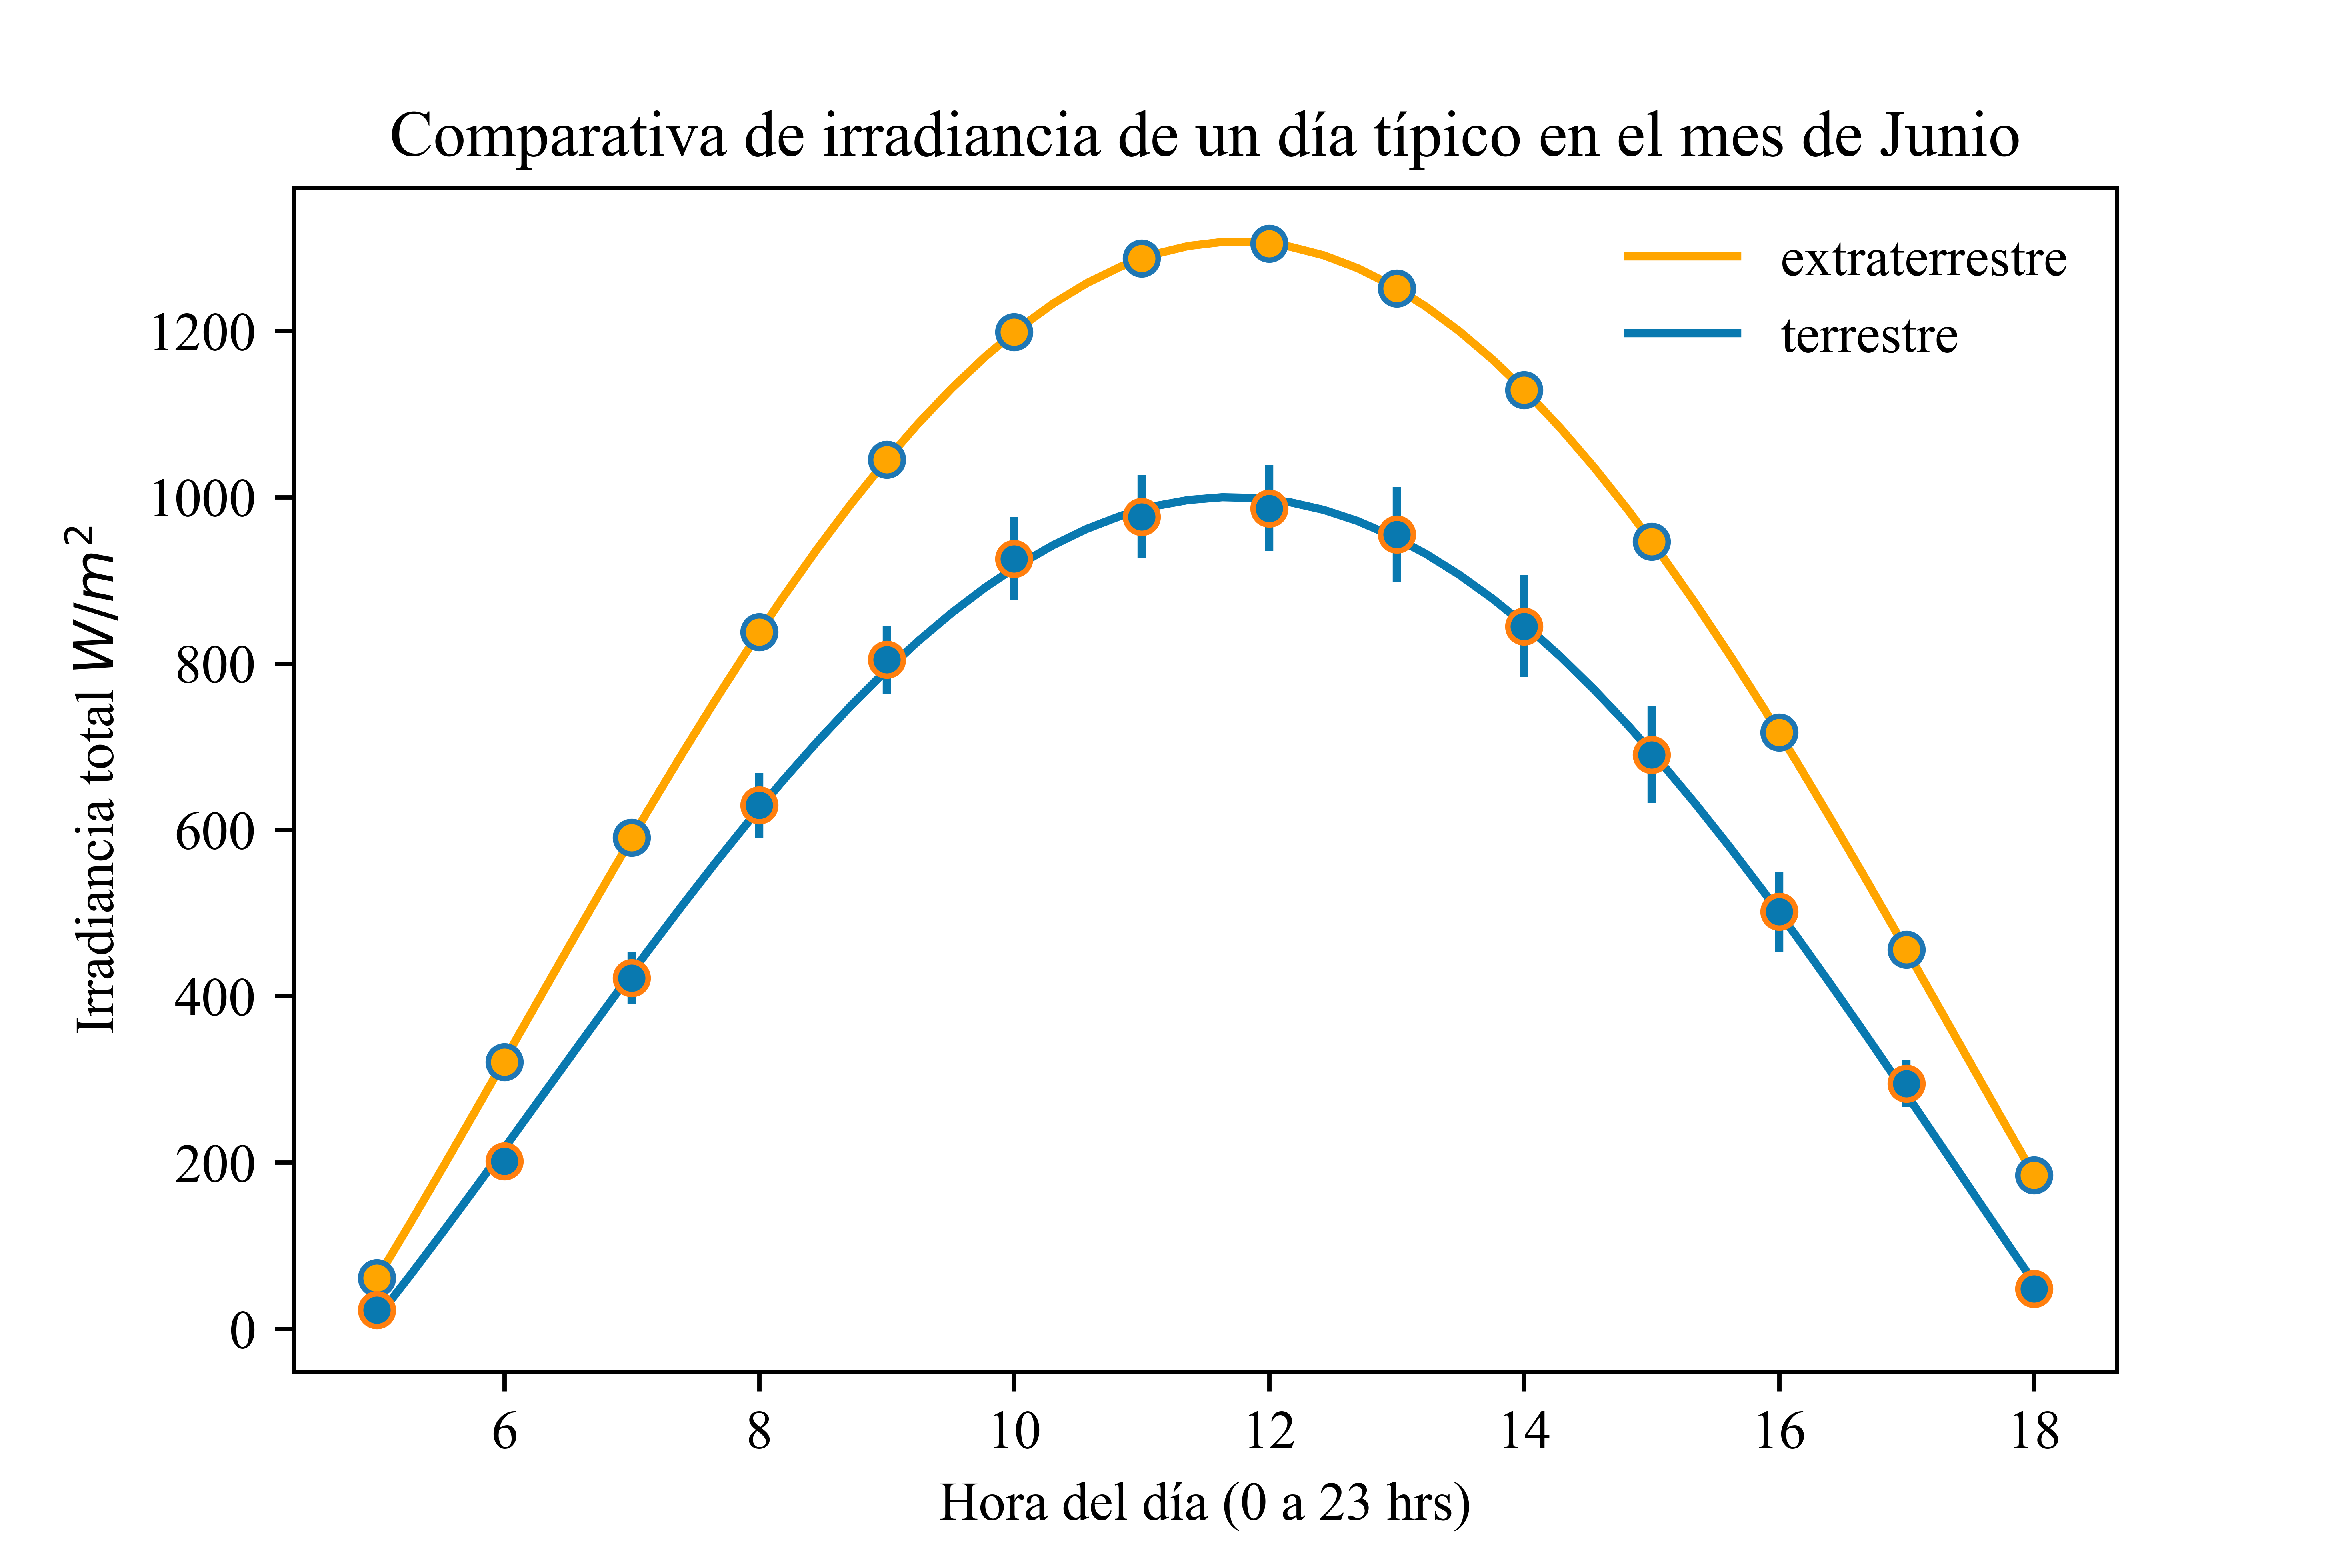 Comparativa de irradiancia de un día típico en el mes de Junio
extraterrestre
terrestre
Irradiancia total W/m²
1200
1000
800
600
400
200
0
6 8 10 12 14 16 18
Hora del día (0 a 23 hrs)